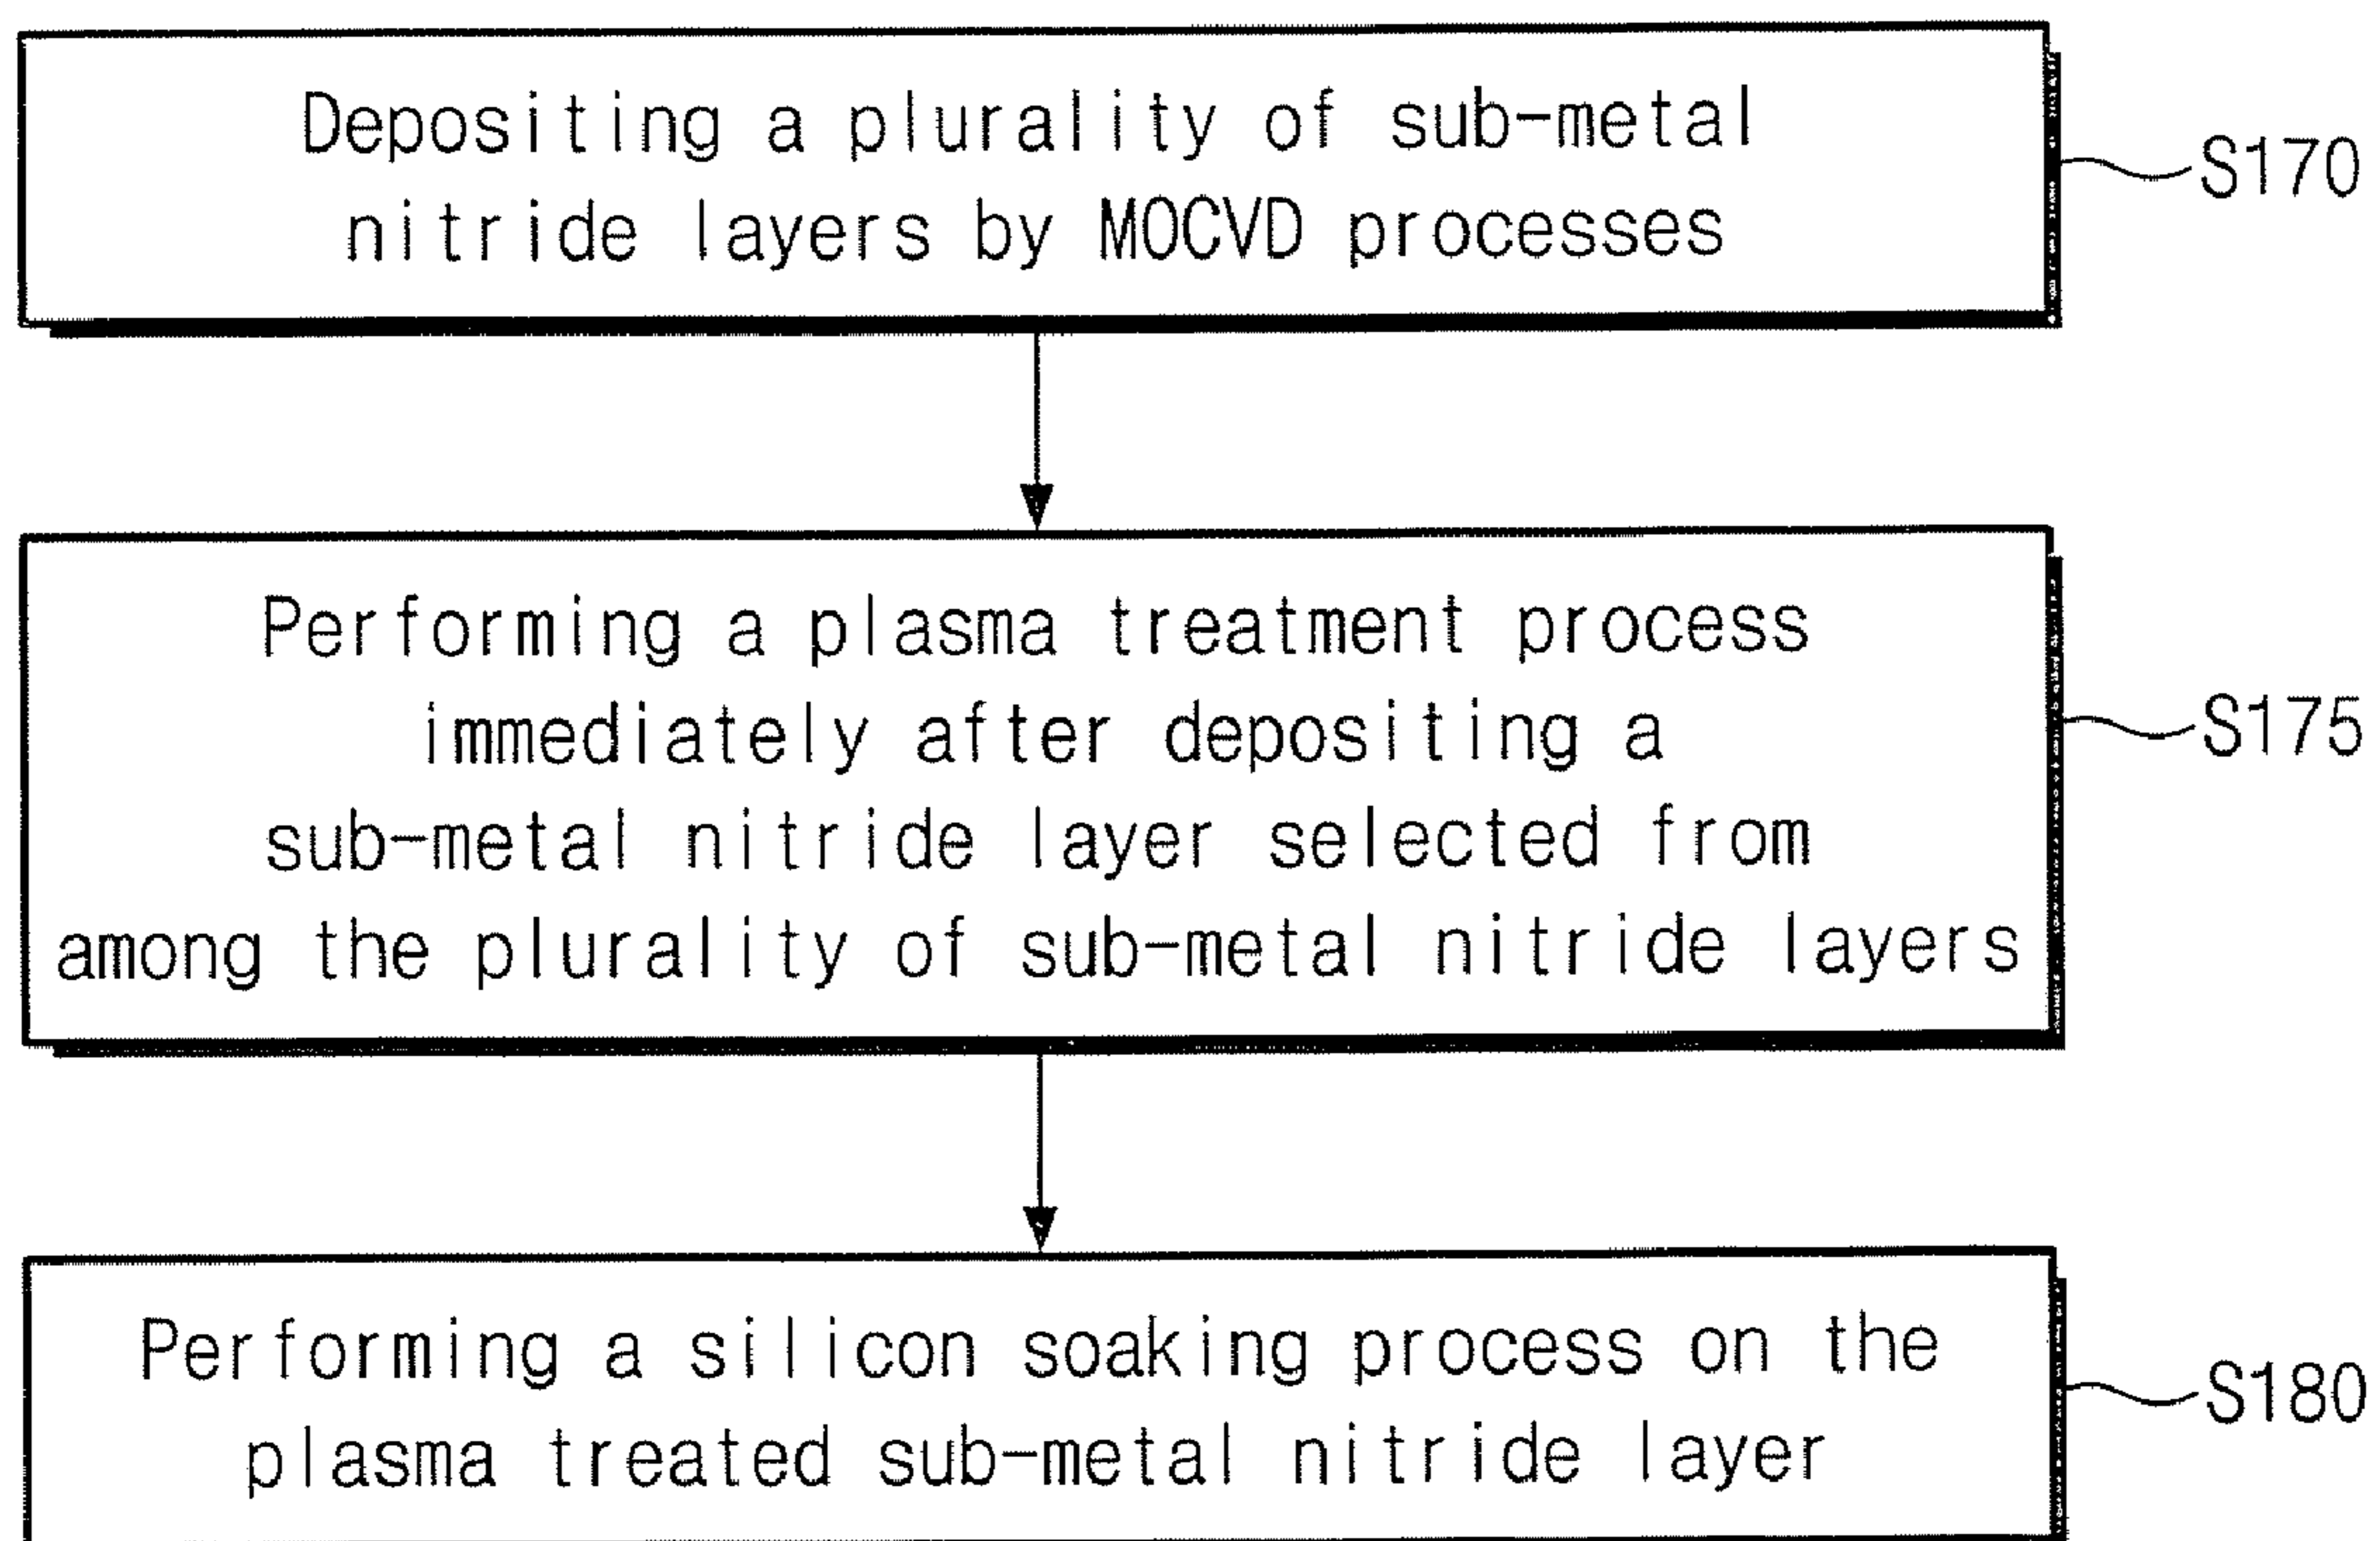 Depositing a plurality of sub-metal
nitride layers by MOCVD processes
S170
Performing a plasma treatment process
immediately after depositing a
sub-metal nitride layer selected from
among the plurality of sub-metal nitride layers
S175
Performing a silicon soaking process on the
plasma treated sub-metal nitride layer
S180